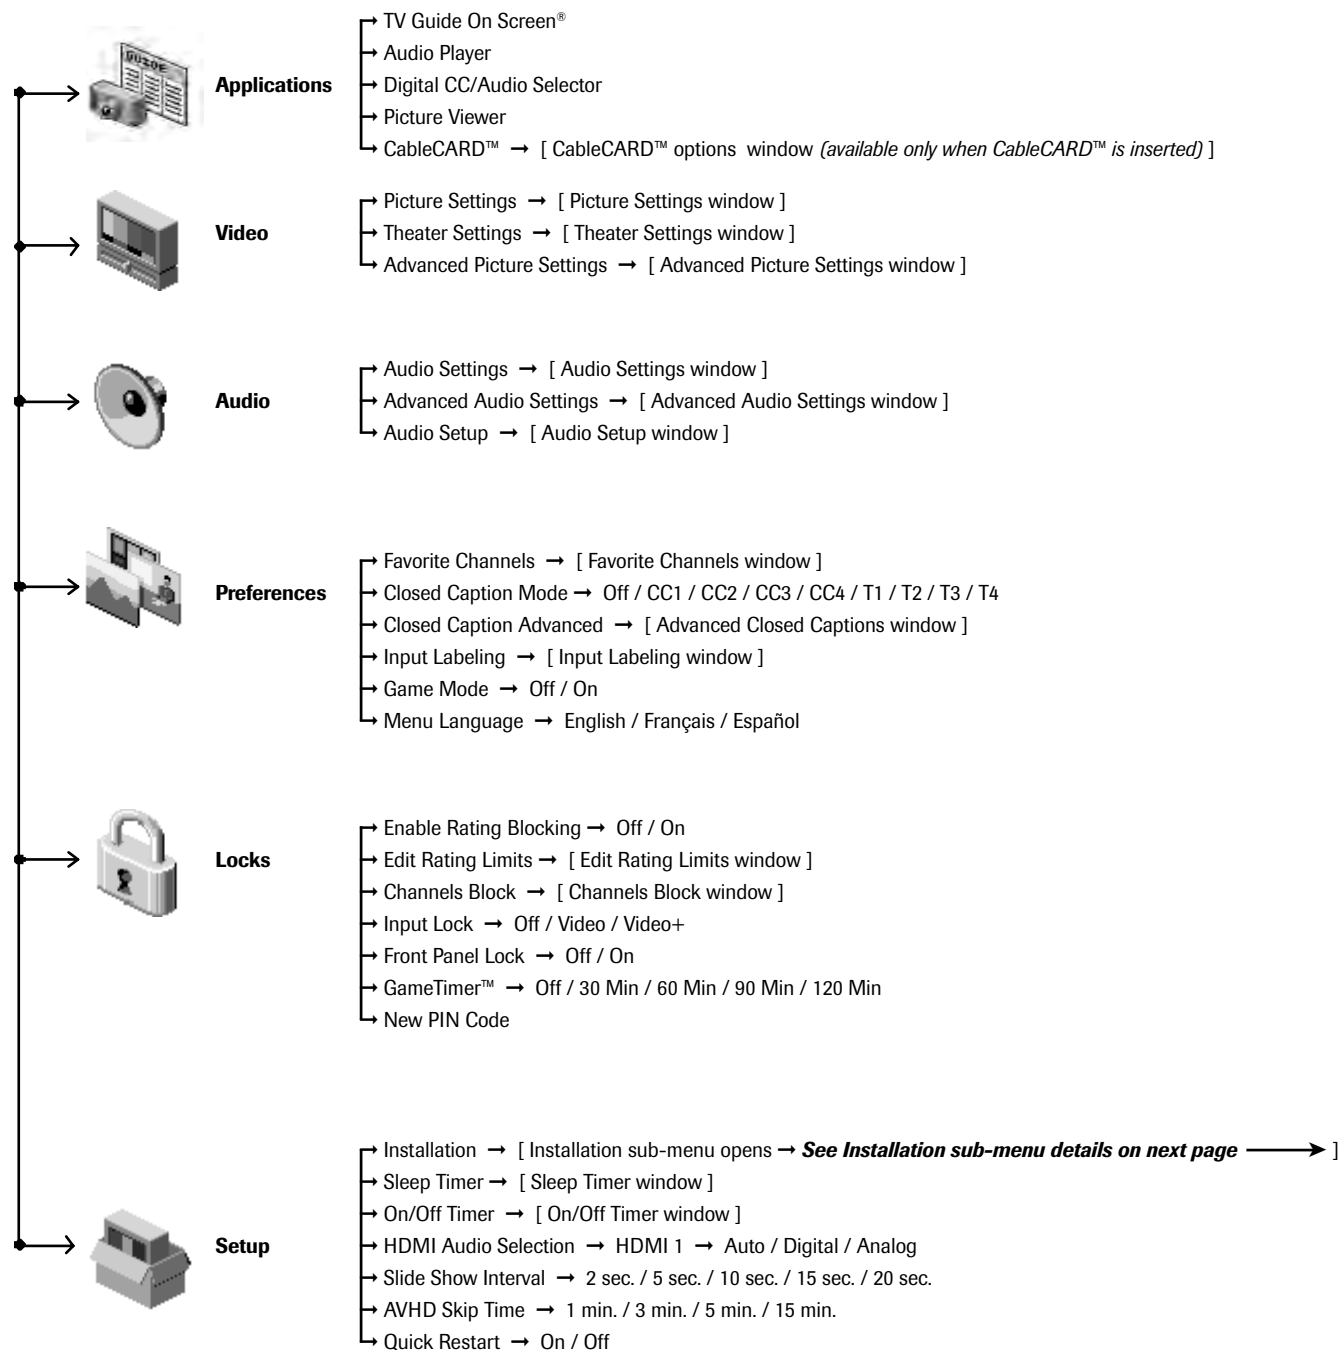 GUIDE
Applications
→ TV Guide On Screen®
→ Audio Player
→ Digital CC/Audio Selector
→ Picture Viewer
→ CableCARD™ → [ CableCARD™ options window (available only when CableCARD™ is inserted) ]
Video
→ Picture Settings → [ Picture Settings window ]
→ Theater Settings → [ Theater Settings window ]
→ Advanced Picture Settings → [ Advanced Picture Settings window ]
Audio
→ Audio Settings → [ Audio Settings window ]
→ Advanced Audio Settings → [ Advanced Audio Settings window ]
→ Audio Setup → [ Audio Setup window ]
Preferences
→ Favorite Channels → [ Favorite Channels window ]
→ Closed Caption Mode → Off / CC1 / CC2 / CC3 / CC4 / T1 / T2 / T3 / T4
→ Closed Caption Advanced → [ Advanced Closed Captions window ]
→ Input Labeling → [ Input Labeling window ]
→ Game Mode → Off / On
→ Menu Language → English / Français / Español
Locks
→ Enable Rating Blocking → Off / On
→ Edit Rating Limits → [ Edit Rating Limits window ]
→ Channels Block → [ Channels Block window ]
→ Input Lock → Off / Video / Video+
→ Front Panel Lock → Off / On
→ GameTimer™ → Off / 30 Min / 60 Min / 90 Min / 120 Min
→ New PIN Code
Setup
→ Installation → [ Installation sub-menu opens → See Installation sub-menu details on next page → ]
→ Sleep Timer → [ Sleep Timer window ]
→ On/Off Timer → [ On/Off Timer window ]
→ HDMI Audio Selection → HDMI 1 → Auto / Digital / Analog
→ Slide Show Interval → 2 sec. / 5 sec. / 10 sec. / 15 sec. / 20 sec.
→ AVHD Skip Time → 1 min. / 3 min. / 5 min. / 15 min.
→ Quick Restart → On / Off